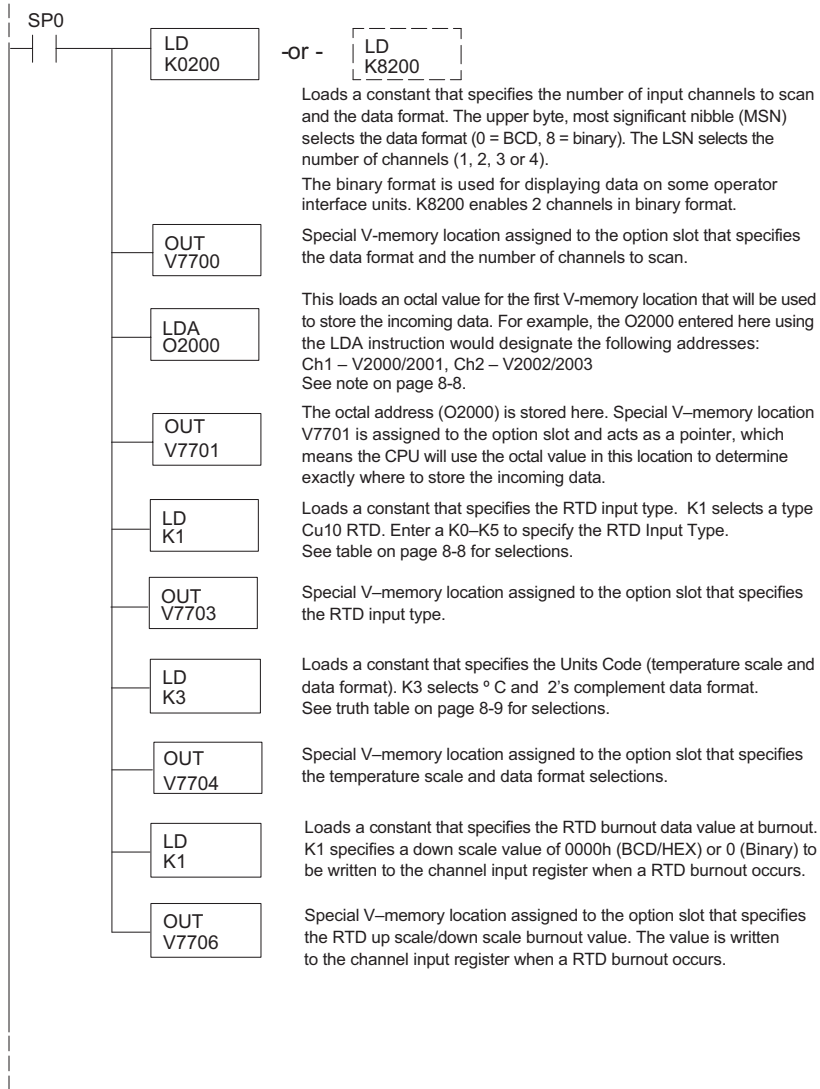 SP0
LD
K0200
-or -
LD
K8200
Loads a constant that specifies the number of input channels to scan
and the data format. The upper byte, most significant nibble (MSN)
selects the data format (0 = BCD, 8 = binary). The LSN selects the
number of channels (1, 2, 3 or 4).
The binary format is used for displaying data on some operator
interface units. K8200 enables 2 channels in binary format.
OUT
V7700
Special V-memory location assigned to the option slot that specifies
the data format and the number of channels to scan.
LDA
O2000
This loads an octal value for the first V-memory location that will be used
to store the incoming data. For example, the O2000 entered here using
the LDA instruction would designate the following addresses:
Ch1 – V2000/2001, Ch2 – V2002/2003
See note on page 8-8.
OUT
V7701
The octal address (O2000) is stored here. Special V–memory location
V7701 is assigned to the option slot and acts as a pointer, which
means the CPU will use the octal value in this location to determine
exactly where to store the incoming data.
LD
K1
Loads a constant that specifies the RTD input type.  K1 selects a type
Cu10 RTD. Enter a K0–K5 to specify the RTD Input Type.
See table on page 8-8 for selections.
OUT
V7703
Special V–memory location assigned to the option slot that specifies
the RTD input type.
LD
K3
Loads a constant that specifies the Units Code (temperature scale and
data format). K3 selects º C and  2's complement data format.
See truth table on page 8-9 for selections.
OUT
V7704
Special V–memory location assigned to the option slot that specifies
the temperature scale and data format selections.
LD
K1
Loads a constant that specifies the RTD burnout data value at burnout.
K1 specifies a down scale value of 0000h (BCD/HEX) or 0 (Binary) to
be written to the channel input register when a RTD burnout occurs.
OUT
V7706
Special V–memory location assigned to the option slot that specifies
the RTD up scale/down scale burnout value. The value is written
to the channel input register when a RTD burnout occurs.